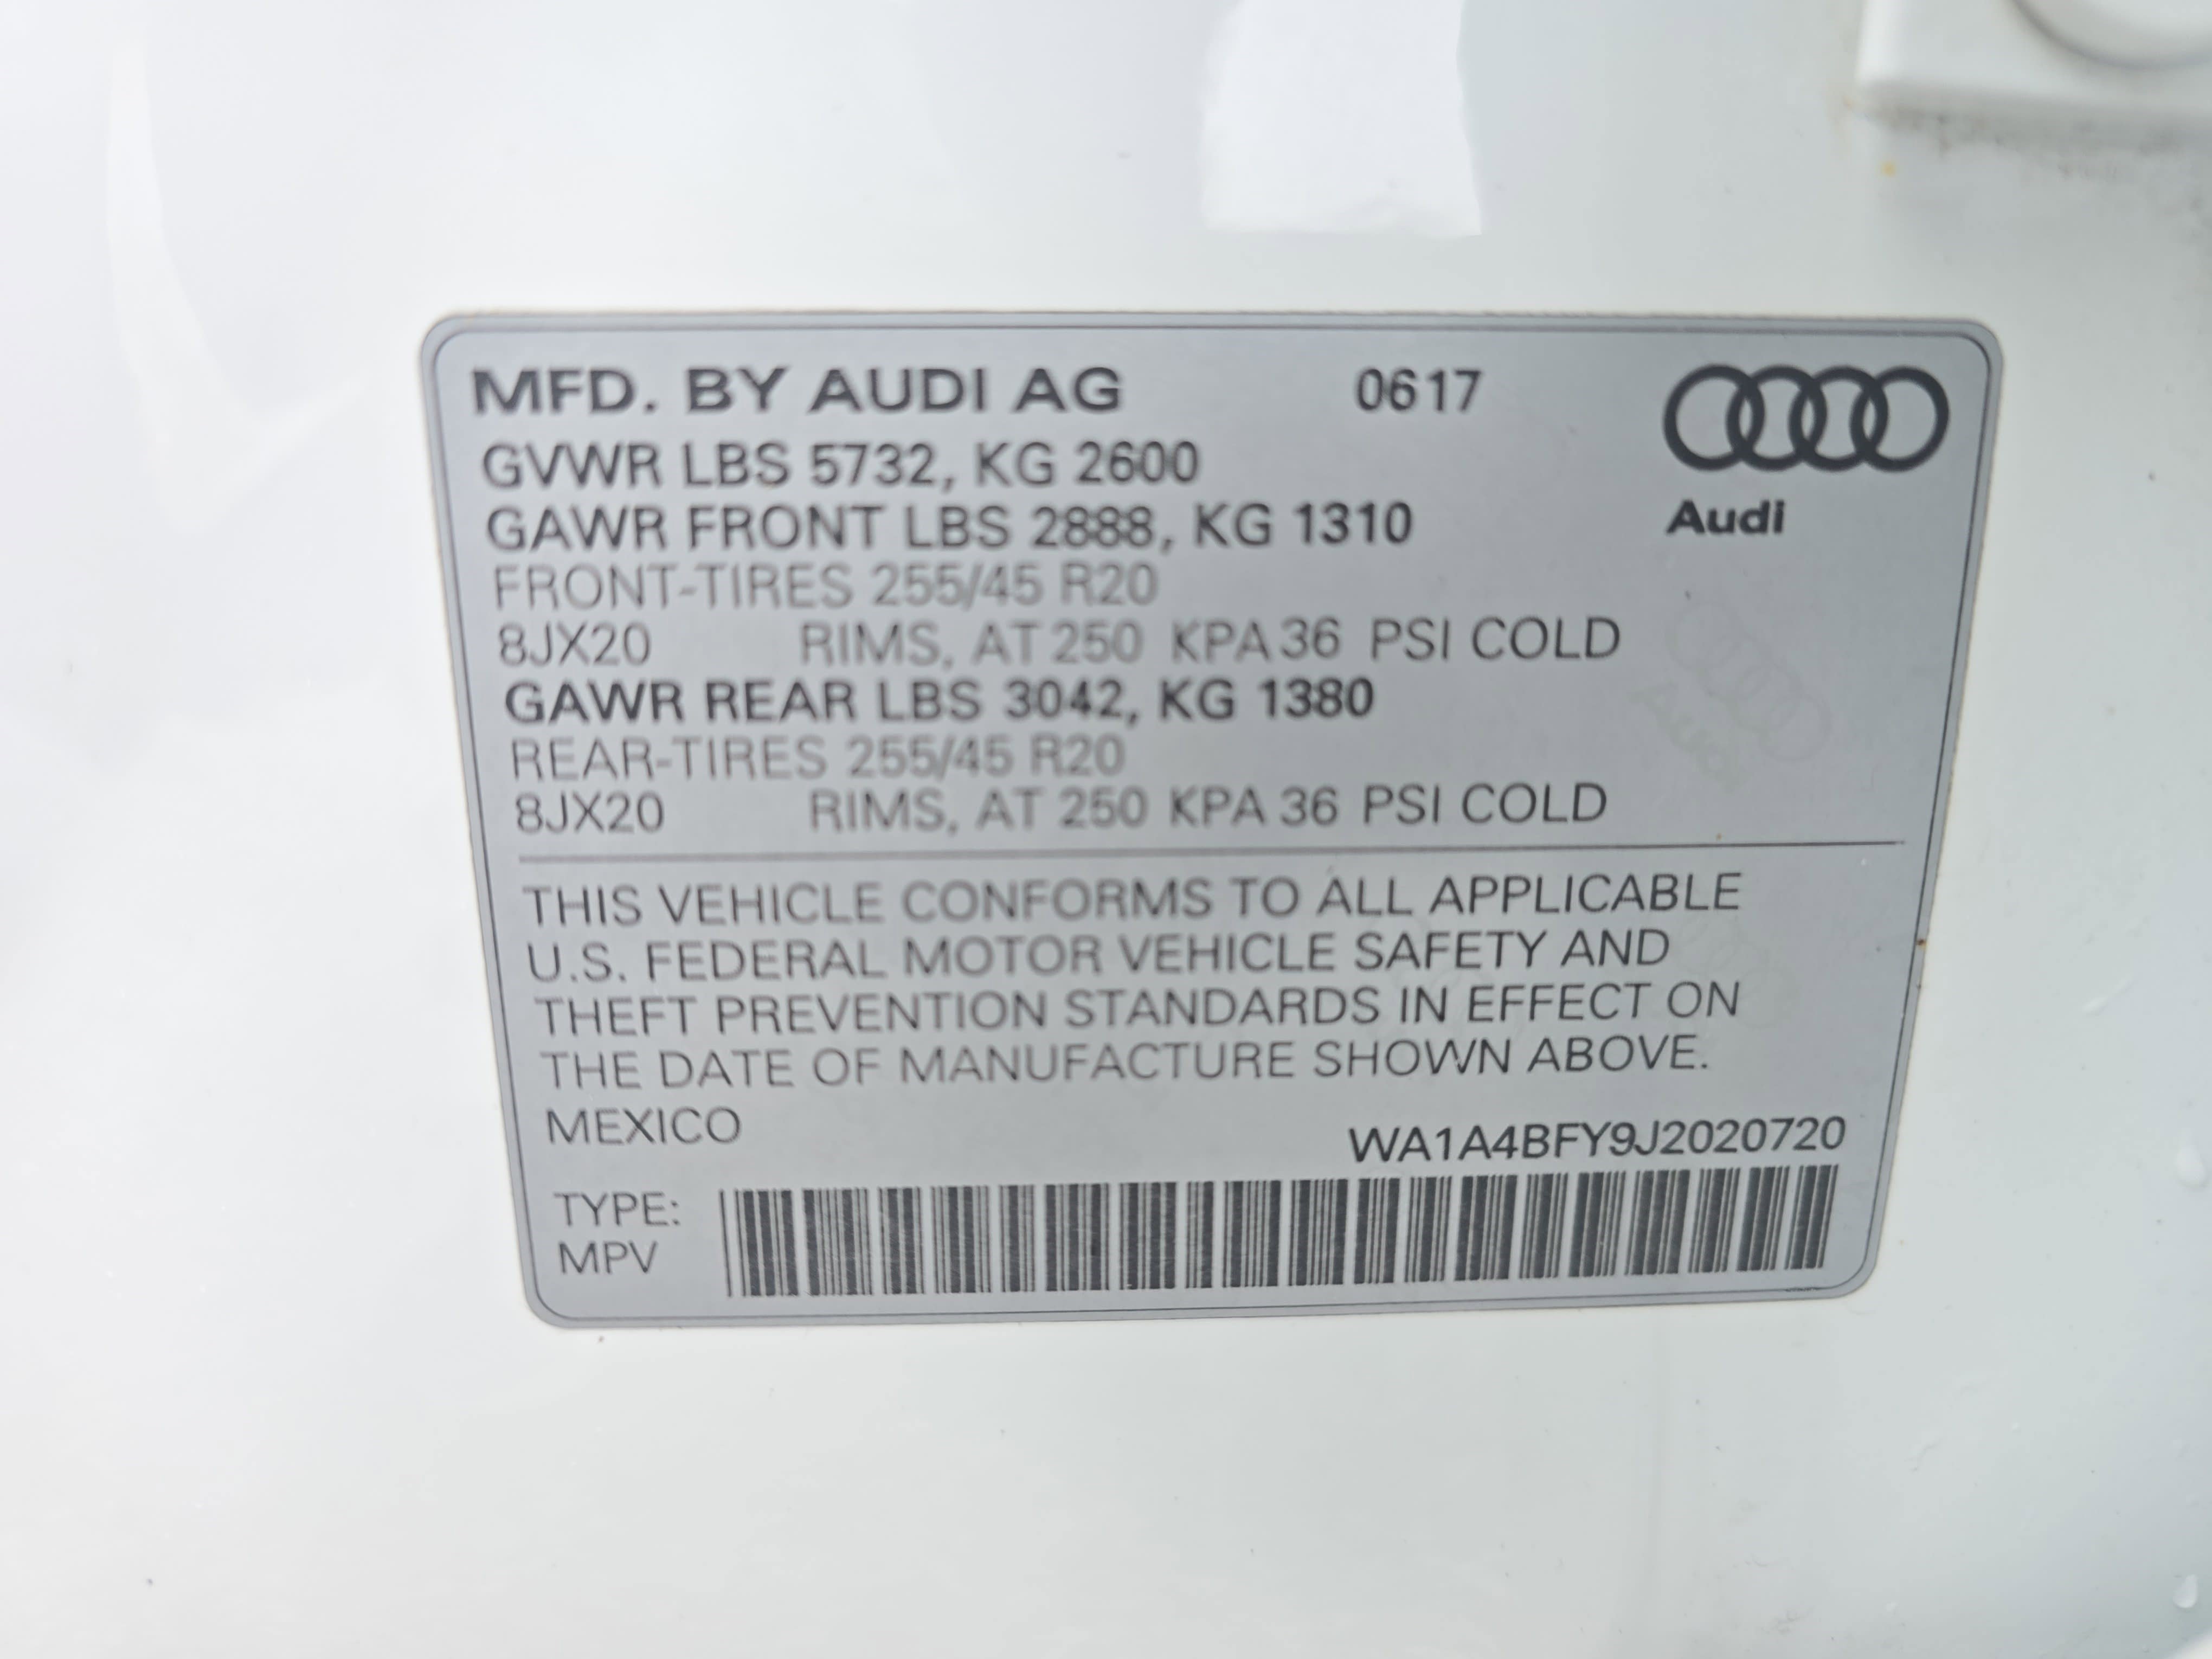 MFD. BY AUDI AG 0617
GVWR LBS 5732, KG 2600
GAWR FRONT LBS 2888, KG 1310
Audi
FRONT-TIRES 255/45 R20
8JX20 RIMS, AT 250 KPA 36 PSI COLD
GAWR REAR LBS 3042, KG 1380
REAR-TIRES 255/45 R20
8JX20 RIMS, AT 250 KPA 36 PSI COLD
THIS VEHICLE CONFORMS TO ALL APPLICABLE
U.S. FEDERAL MOTOR VEHICLE SAFETY AND
THEFT PREVENTION STANDARDS IN EFFECT ON
THE DATE OF MANUFACTURE SHOWN ABOVE.
MEXICO WA1A4BFY9J2020720
TYPE:
MPV